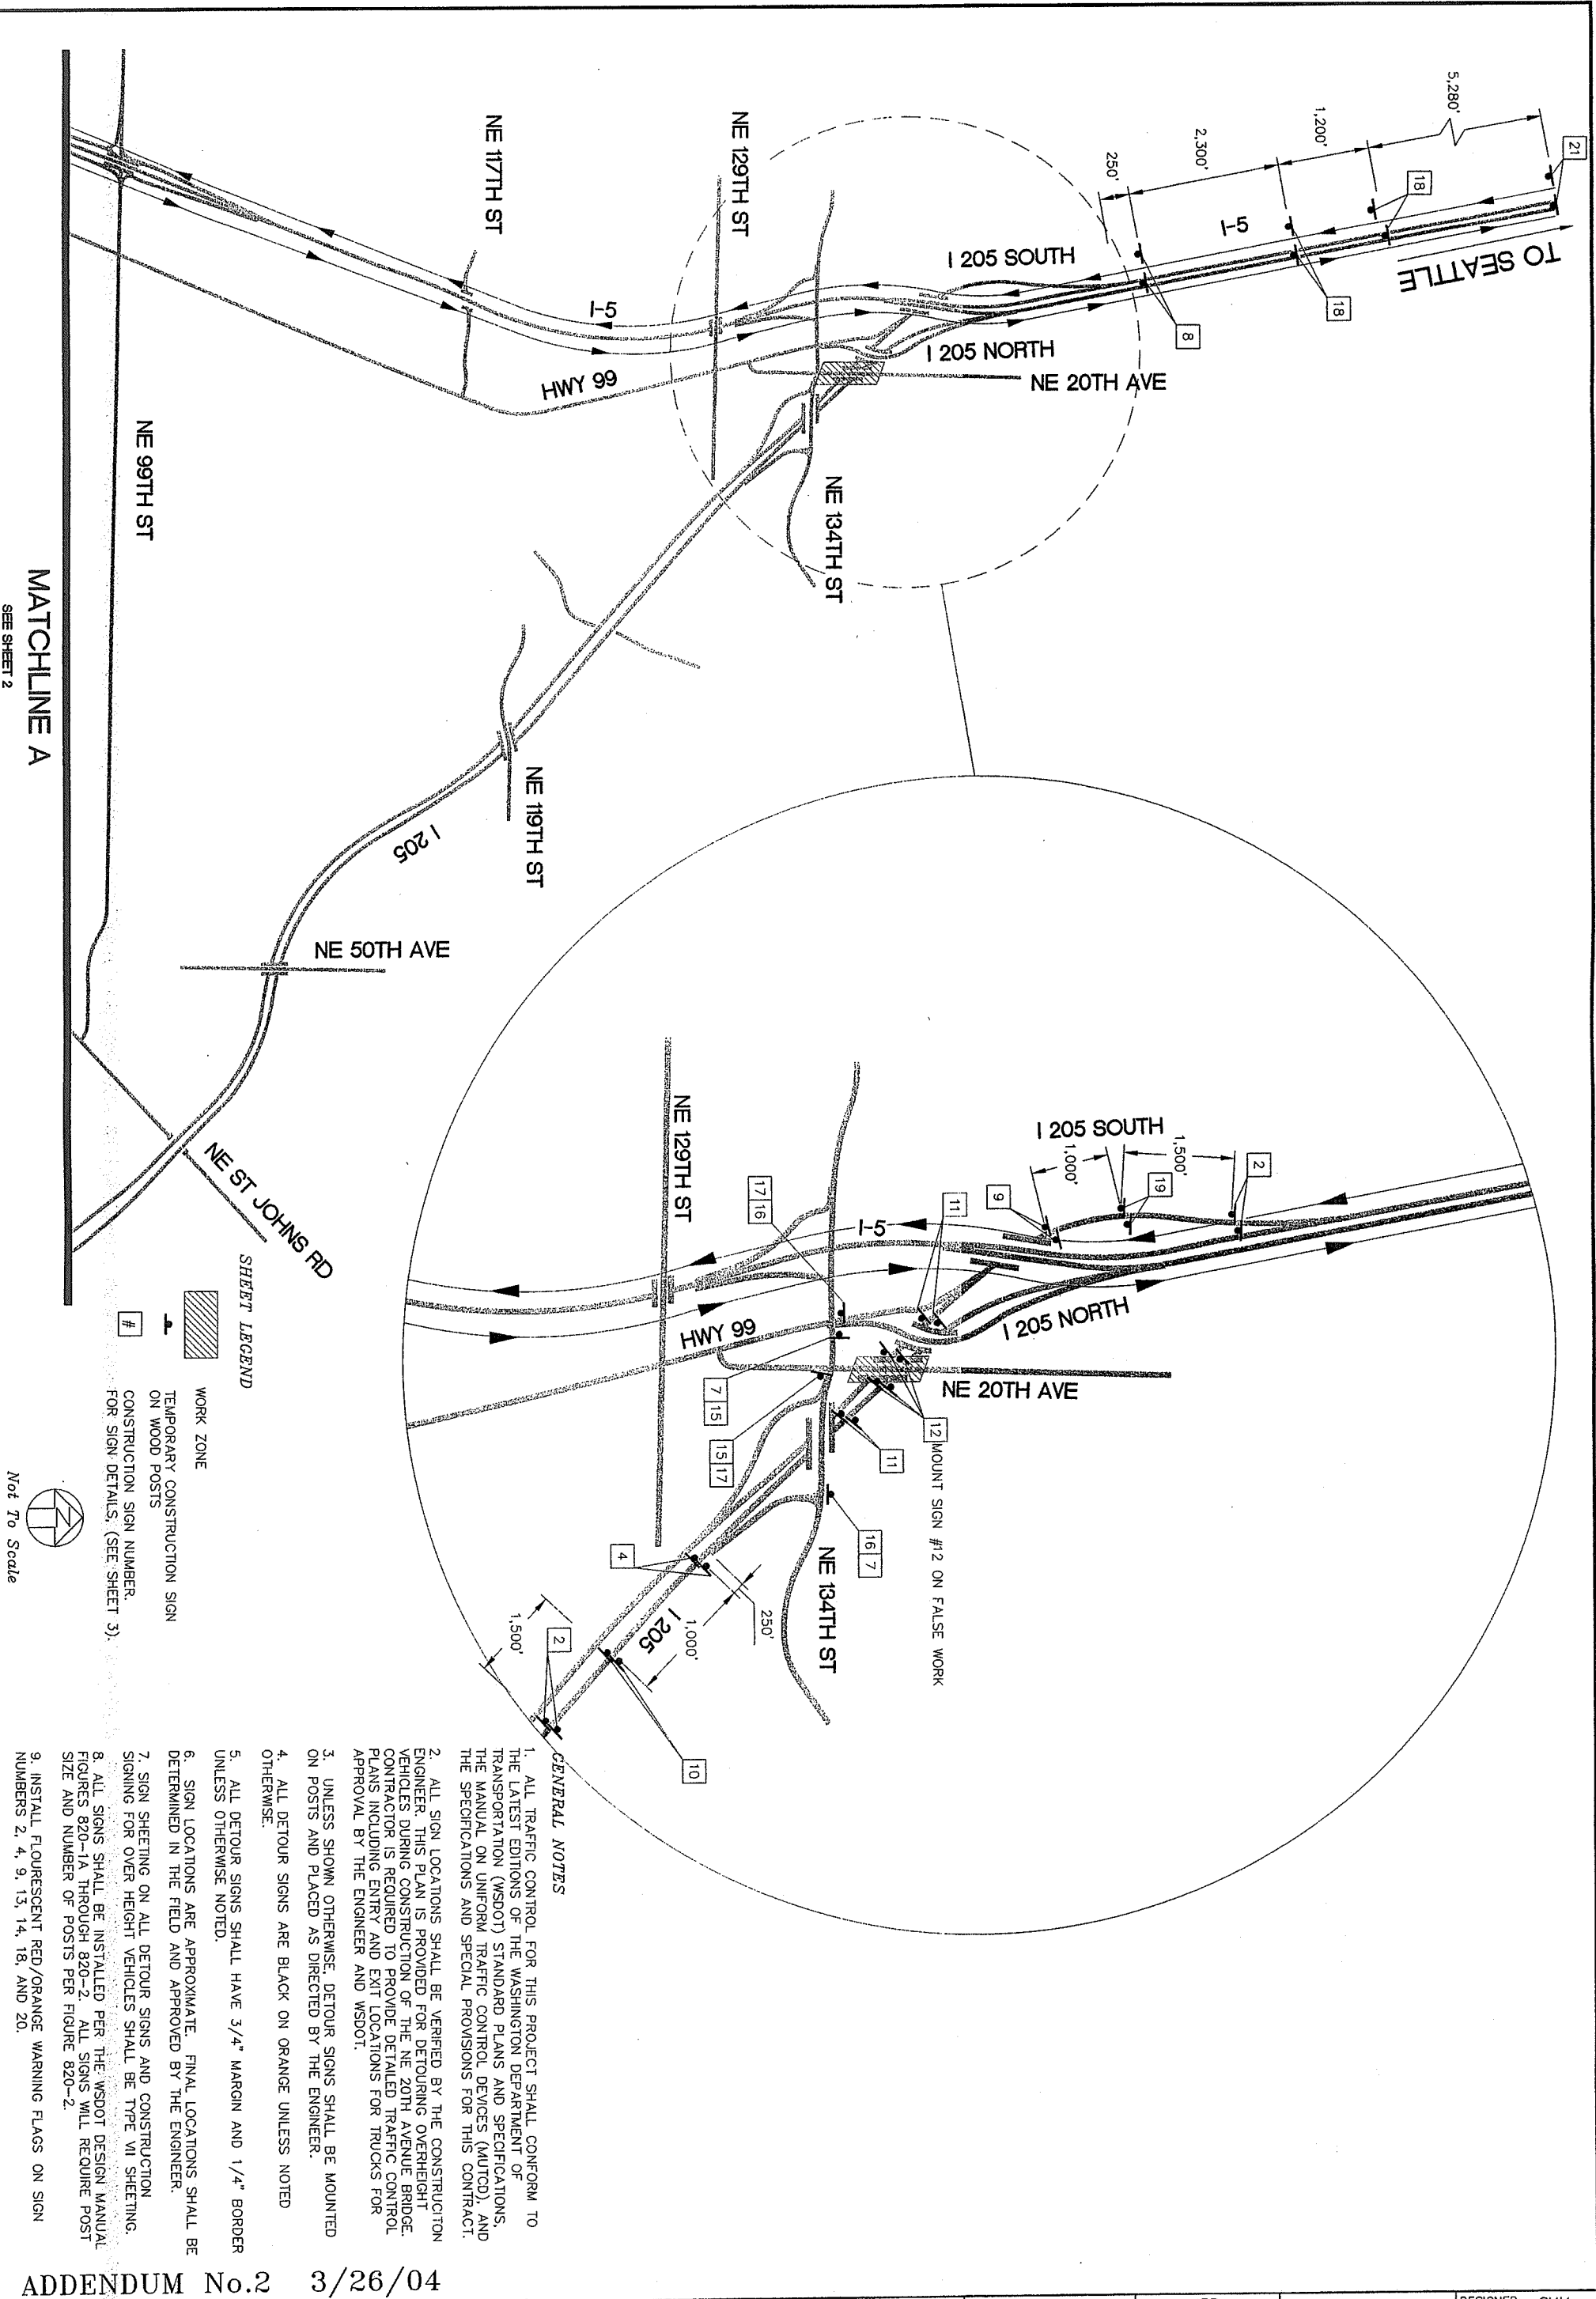 5,280'
1,200'
2,300'
250'
21
18
18
8
I-5
TO SEATTLE
I 205 SOUTH
I 205 NORTH
NE 20TH AVE
NE 129TH ST
NE 117TH ST
I-5
HWY 99
NE 134TH ST
NE 99TH ST
NE 119TH ST
I 205
NE 50TH AVE
NE ST JOHNS RD
MATCHLINE A
SEE SHEET 2
I 205 SOUTH
1,500'
1,000'
2
19
9
11
17 16
I-5
NE 129TH ST
HWY 99
I 205 NORTH
NE 20TH AVE
7 15
15 17
12 MOUNT SIGN #12 ON FALSE WORK
11
16 7
NE 134TH ST
4
250'
1,000'
I 205
2
1,500'
10
SHEET LEGEND
WORK ZONE
TEMPORARY CONSTRUCTION SIGN
ON WOOD POSTS
#
CONSTRUCTION SIGN NUMBER.
FOR SIGN DETAILS, (SEE SHEET 3).
N
Not To Scale
GENERAL NOTES
1. ALL TRAFFIC CONTROL FOR THIS PROJECT SHALL CONFORM TO
THE LATEST EDITIONS OF THE WASHINGTON DEPARTMENT OF
TRANSPORTATION (WSDOT) STANDARD PLANS AND SPECIFICATIONS,
THE MANUAL ON UNIFORM TRAFFIC CONTROL DEVICES (MUTCD), AND
THE SPECIFICATIONS AND SPECIAL PROVISIONS FOR THIS CONTRACT.
2. ALL SIGN LOCATIONS SHALL BE VERIFIED BY THE CONSTRUCITON
ENGINEER. THIS PLAN IS PROVIDED FOR DETOURING OVERHEIGHT
VEHICLES DURING CONSTRUCTION OF THE NE 20TH AVENUE BRIDGE.
CONTRACTOR IS REQUIRED TO PROVIDE DETAILED TRAFFIC CONTROL
PLANS INCLUDING ENTRY AND EXIT LOCATIONS FOR TRUCKS FOR
APPROVAL BY THE ENGINEER AND WSDOT.
3. UNLESS SHOWN OTHERWISE, DETOUR SIGNS SHALL BE MOUNTED
ON POSTS AND PLACED AS DIRECTED BY THE ENGINEER.
4. ALL DETOUR SIGNS ARE BLACK ON ORANGE UNLESS NOTED
OTHERWISE.
5. ALL DETOUR SIGNS SHALL HAVE 3/4" MARGIN AND 1/4" BORDER
UNLESS OTHERWISE NOTED.
6. SIGN LOCATIONS ARE APPROXIMATE. FINAL LOCATIONS SHALL BE
DETERMINED IN THE FIELD AND APPROVED BY THE ENGINEER.
7. SIGN SHEETING ON ALL DETOUR SIGNS AND CONSTRUCTION
SIGNING FOR OVER HEIGHT VEHICLES SHALL BE TYPE VII SHEETING.
8. ALL SIGNS SHALL BE INSTALLED PER THE WSDOT DESIGN MANUAL
FIGURES 820-1A THROUGH 820-2. ALL SIGNS WILL REQUIRE POST
SIZE AND NUMBER OF POSTS PER FIGURE 820-2.
9. INSTALL FLOURESCENT RED/ORANGE WARNING FLAGS ON SIGN
NUMBERS 2, 4, 9, 13, 14, 18, AND 20.
ADDENDUM No.2 3/26/04